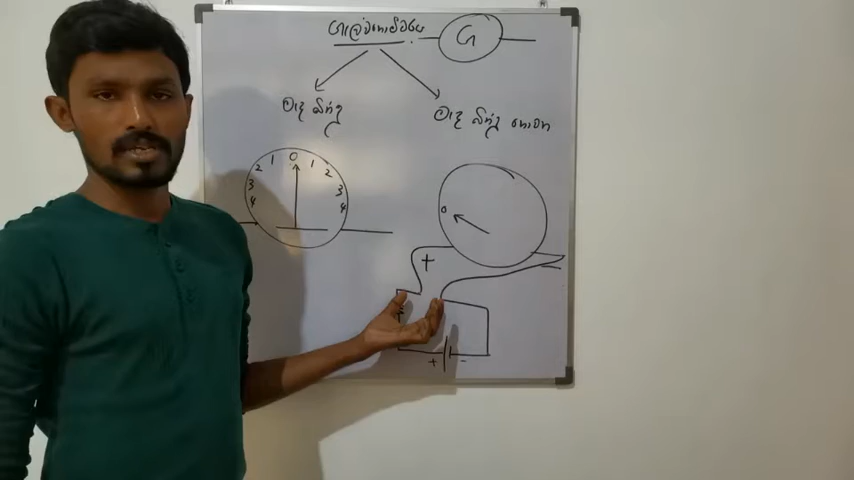 ගැල්වනෝමීටරය G
මැද බින්දු
මැද බින්දු නොවන
4 3 2 1 0 1 2 3 4
0
+
+ -